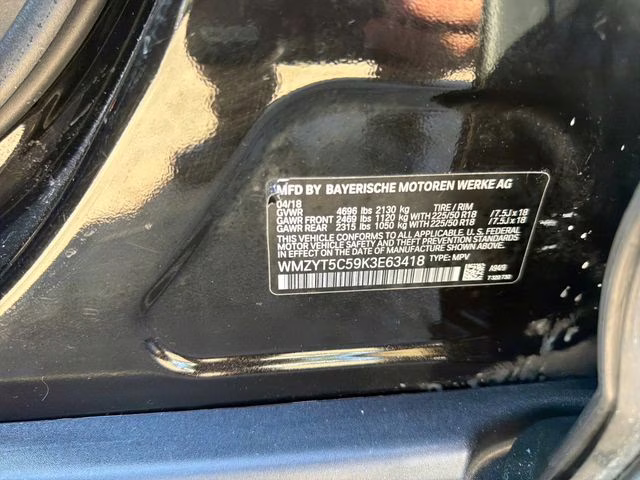 MFD BY BAYERISCHE MOTOREN WERKE AG
04/18 TIRE / RIM
GVWR 4696 lbs 2130 kg
GAWR FRONT 2469 lbs 1120 kg WITH 225/50 R18 / 7.5J x 18
GAWR REAR 2315 lbs 1050 kg WITH 225/50 R18 / 7.5J x 18
THIS VEHICLE CONFORMS TO ALL APPLICABLE U.S. FEDERAL
MOTOR VEHICLE SAFETY, BUMPER, AND THEFT PREVENTION
STANDARDS IN EFFECT ON THE DATE OF MANUFACTURE
SHOWN ABOVE.
WMZYT5C59K3E63418 TYPE: MPV